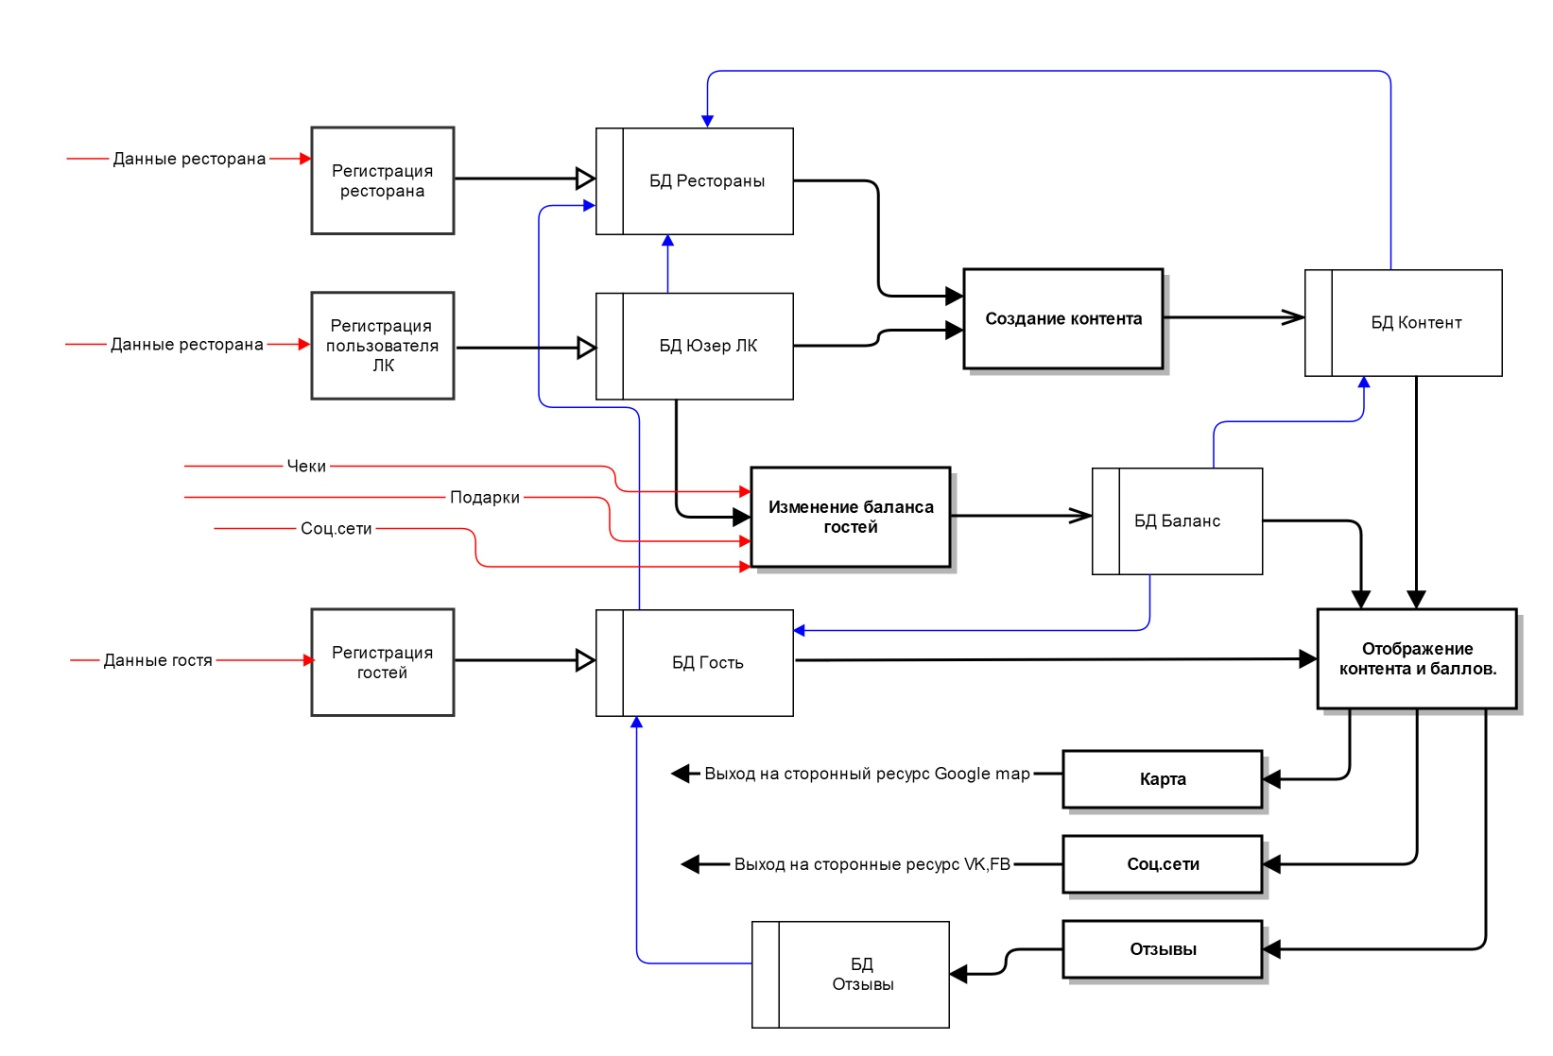 Данные ресторана
Регистрация
ресторана
БД Рестораны
Данные ресторана
Регистрация
пользователя
ЛК
БД Юзер ЛК
Создание контента
БД Контент
Чеки
Подарки
Соц.сети
Изменение баланса
гостей
БД Баланс
Данные гостя
Регистрация
гостей
БД Гость
Отображение
контента и баллов.
Выход на сторонный ресурс Google map
Карта
Выход на сторонные ресурс VK,FB
Соц.сети
Отзывы
БД
Отзывы